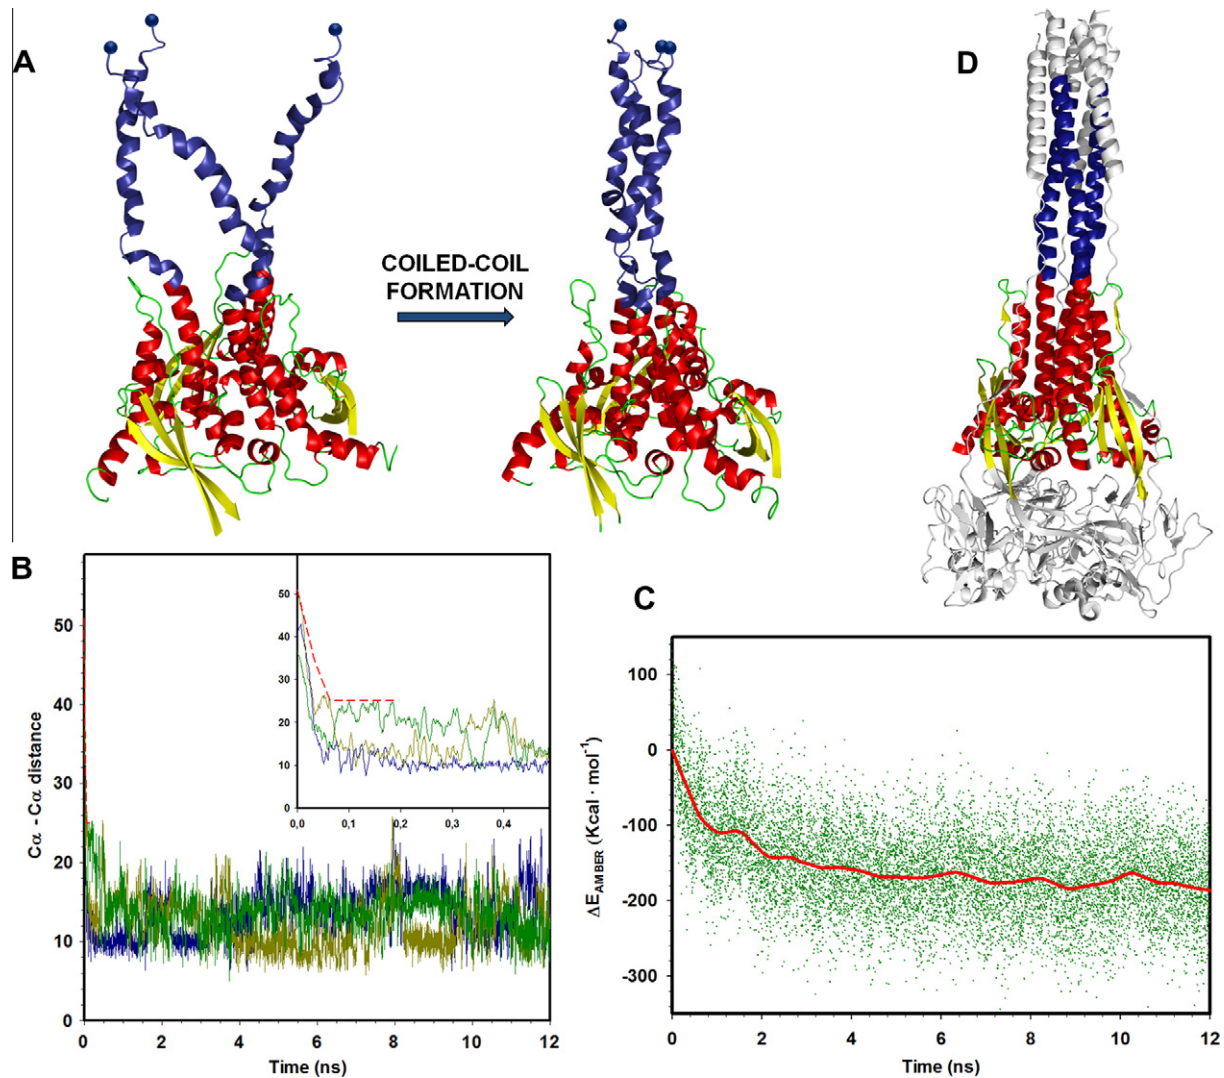 A
D
COILED-COIL
FORMATION
B
Cα - Cα distance
50
40
30
20
10
0
0 2 4 6 8 10 12
Time (ns)
50
40
30
20
10
0
0,0 0,1 0,2 0,3 0,4
C
ΔE_AMBER (Kcal · mol⁻¹)
100
0
-100
-200
-300
0 2 4 6 8 10 12
Time (ns)